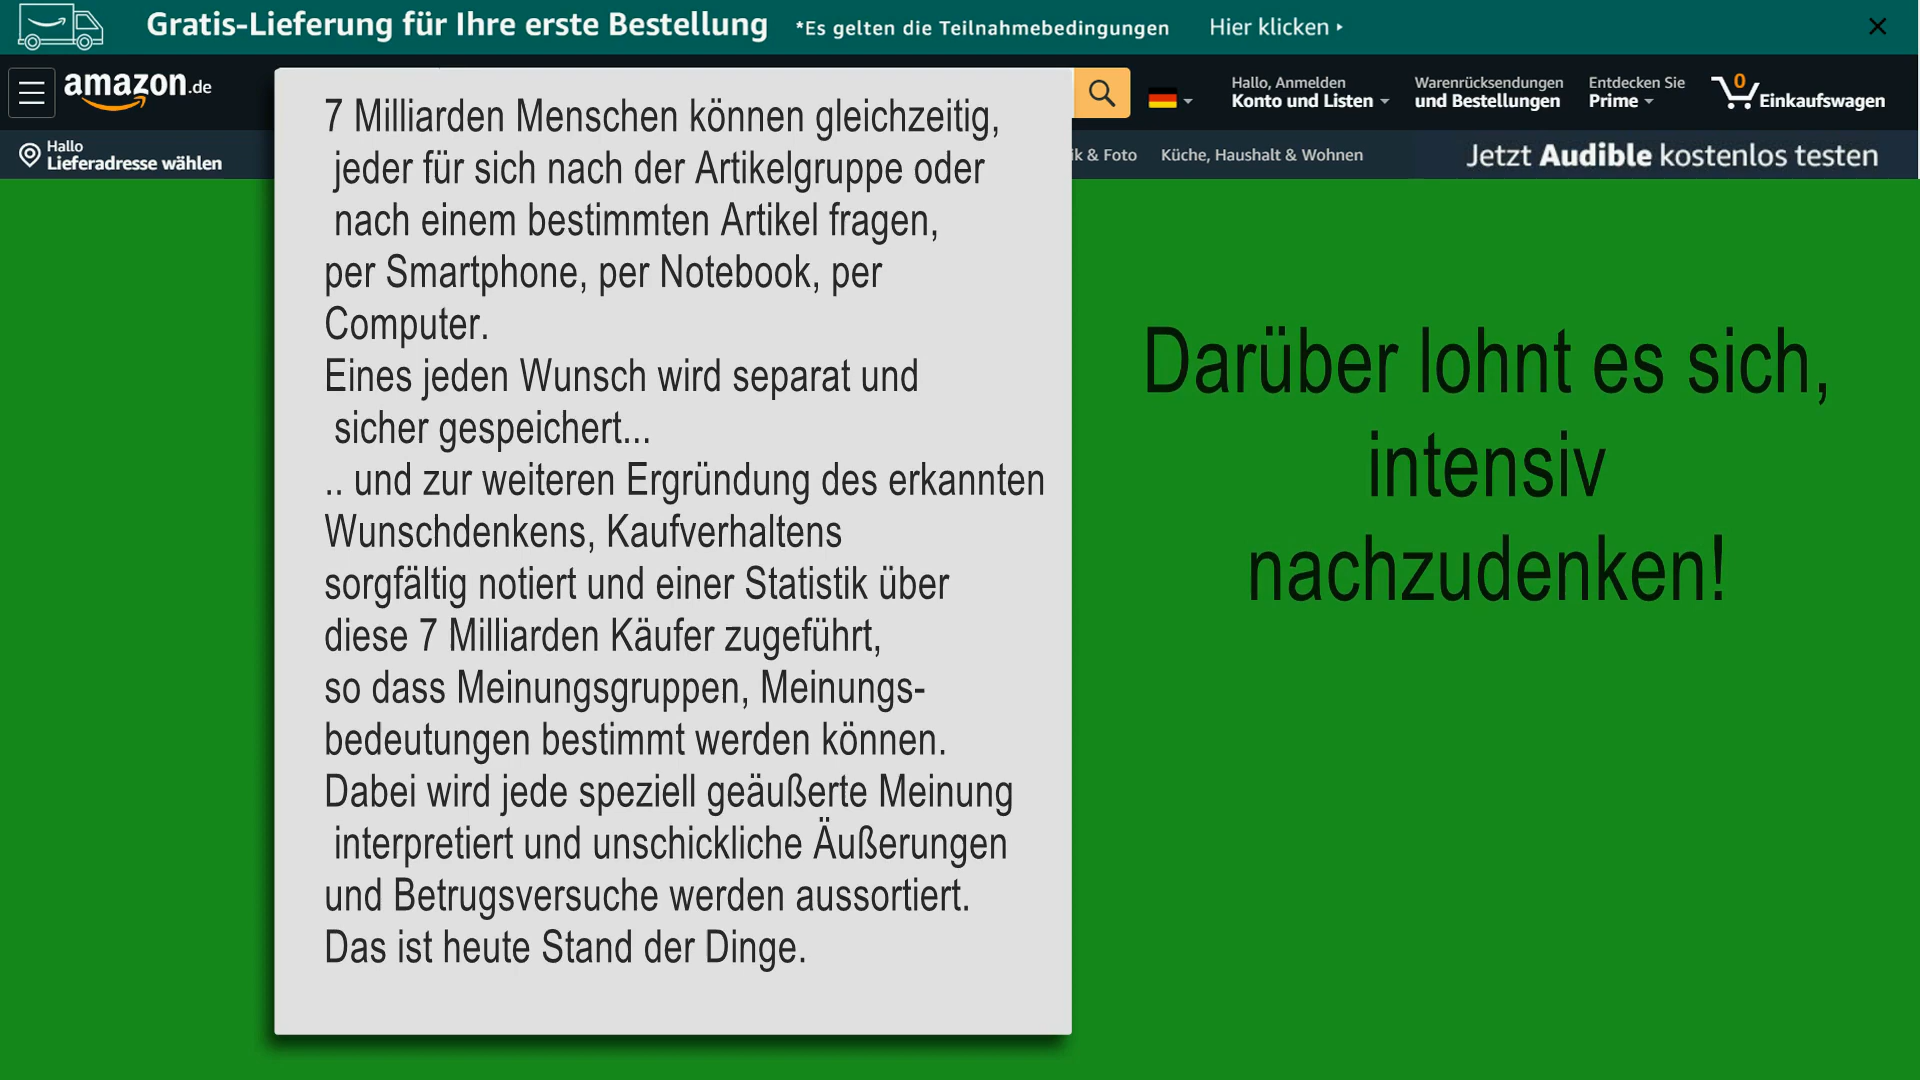 Gratis-Lieferung für Ihre erste Bestellung *Es gelten die Teilnahmebedingungen Hier klicken
amazon.de
Hallo, Anmelden
Konto und Listen
Warenrücksendungen
und Bestellungen
Entdecken Sie
Prime
0
Einkaufswagen
Hallo
Lieferadresse wählen
& Foto Küche, Haushalt & Wohnen
Jetzt Audible kostenlos testen
7 Milliarden Menschen können gleichzeitig,
jeder für sich nach der Artikelgruppe oder
nach einem bestimmten Artikel fragen,
per Smartphone, per Notebook, per
Computer.
Eines jeden Wunsch wird separat und
sicher gespeichert...
.. und zur weiteren Ergründung des erkannten
Wunschdenkens, Kaufverhaltens
sorgfältig notiert und einer Statistik über
diese 7 Milliarden Käufer zugeführt,
so dass Meinungsgruppen, Meinungs-
bedeutungen bestimmt werden können.
Dabei wird jede speziell geäußerte Meinung
interpretiert und unschickliche Äußerungen
und Betrugsversuche werden aussortiert.
Das ist heute Stand der Dinge.
Darüber lohnt es sich,
intensiv
nachzudenken!